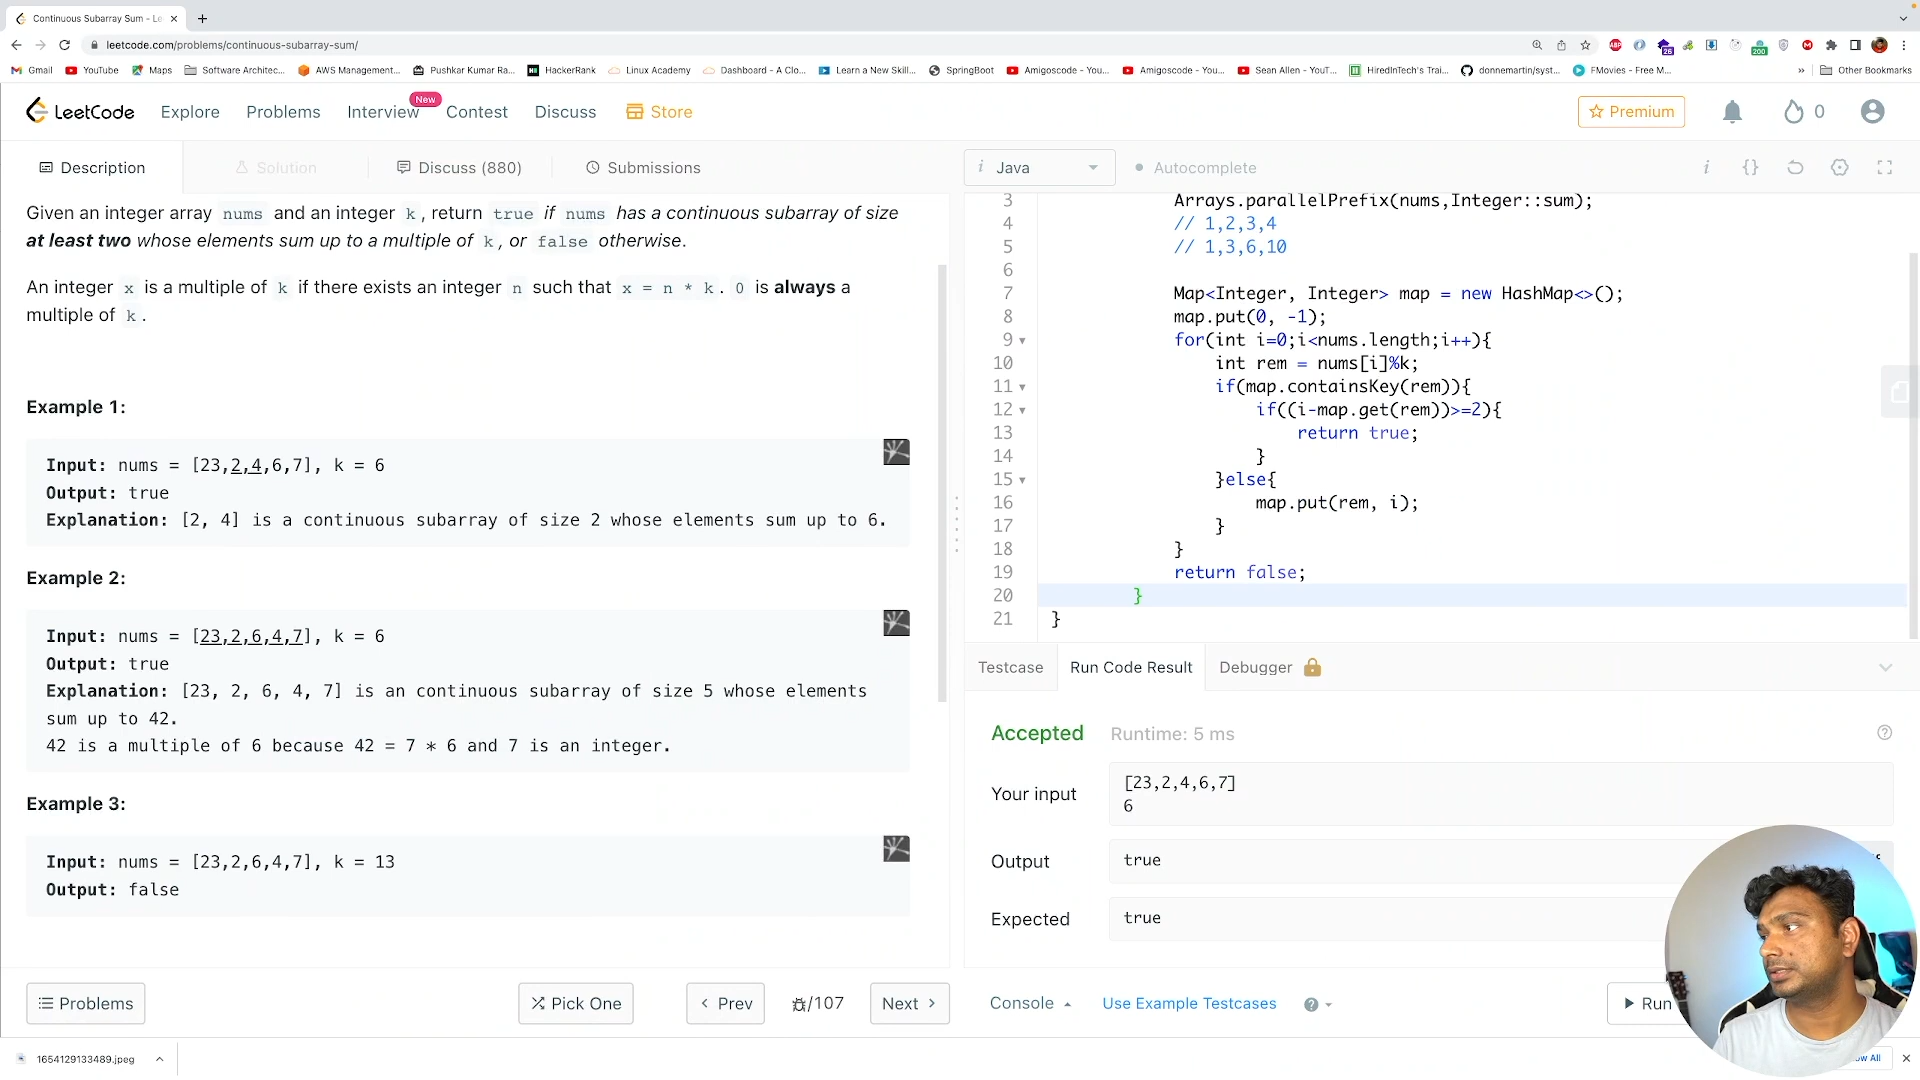 Continuous Subarray Sum - Le
leetcode.com/problems/continuous-subarray-sum/
Gmail YouTube Maps Software Architec... AWS Management... Pushkar Kumar Ra... HackerRank Linux Academy Dashboard - A Clo... Learn a New Skill... SpringBoot Amigoscode - You... Amigoscode - You... Sean Allen - YouT... HiredInTech's Trai... donnemartin/syst... FMovies - Free M... » Other Bookmarks
LeetCode Explore Problems Interview New Contest Discuss Store Premium 0
Description Solution Discuss (880) Submissions
Given an integer array nums and an integer k, return true if nums has a continuous subarray of size
at least two whose elements sum up to a multiple of k, or false otherwise.
An integer x is a multiple of k if there exists an integer n such that x = n * k. 0 is always a
multiple of k.
Example 1:
Input: nums = [23,2,4,6,7], k = 6
Output: true
Explanation: [2, 4] is a continuous subarray of size 2 whose elements sum up to 6.
Example 2:
Input: nums = [23,2,6,4,7], k = 6
Output: true
Explanation: [23, 2, 6, 4, 7] is an continuous subarray of size 5 whose elements
sum up to 42.
42 is a multiple of 6 because 42 = 7 * 6 and 7 is an integer.
Example 3:
Input: nums = [23,2,6,4,7], k = 13
Output: false
Problems Pick One < Prev /107 Next >
i Java Autocomplete i {}
3 Arrays.parallelPrefix(nums,Integer::sum);
4 // 1,2,3,4
5 // 1,3,6,10
6
7 Map<Integer, Integer> map = new HashMap<>();
8 map.put(0, -1);
9 for(int i=0;i<nums.length;i++){
10 int rem = nums[i]%k;
11 if(map.containsKey(rem)){
12 if((i-map.get(rem))>=2){
13 return true;
14 }
15 }else{
16 map.put(rem, i);
17 }
18 }
19 return false;
20 }
21 }
Testcase Run Code Result Debugger
Accepted Runtime: 5 ms
Your input [23,2,4,6,7]
6
Output true
Expected true
Console Use Example Testcases Run
1654129133489.jpeg